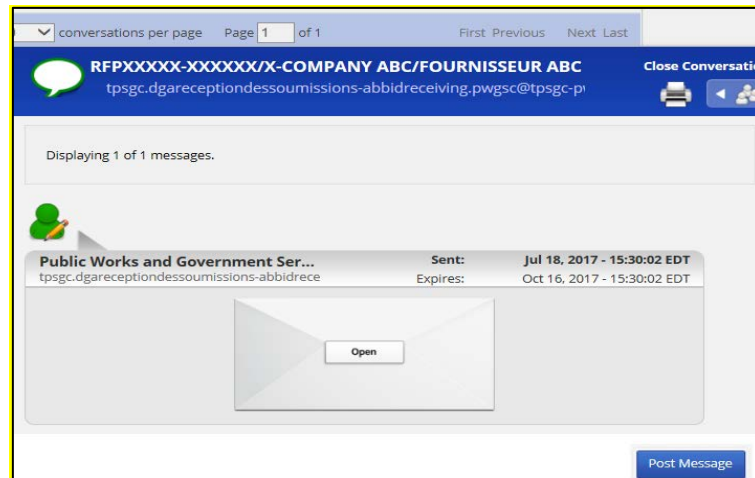 conversations per page Page 1 of 1 First Previous Next Last
RFPXXXXX-XXXXXX/X-COMPANY ABC/FOURNISSEUR ABC Close
tpsgc.dgareceptiondessoumissions-abbidreceiving.pwgsc@tpsgc-
Displaying 1 of 1 messages.
Public Works and Government Ser... Sent: Jul 18, 2017 - 15:30:02 EDT
tpsgc.dgareceptiondessoumissions-abbidrece Expires: Oct 16, 2017 - 15:30:02 EDT
Open
Post Message